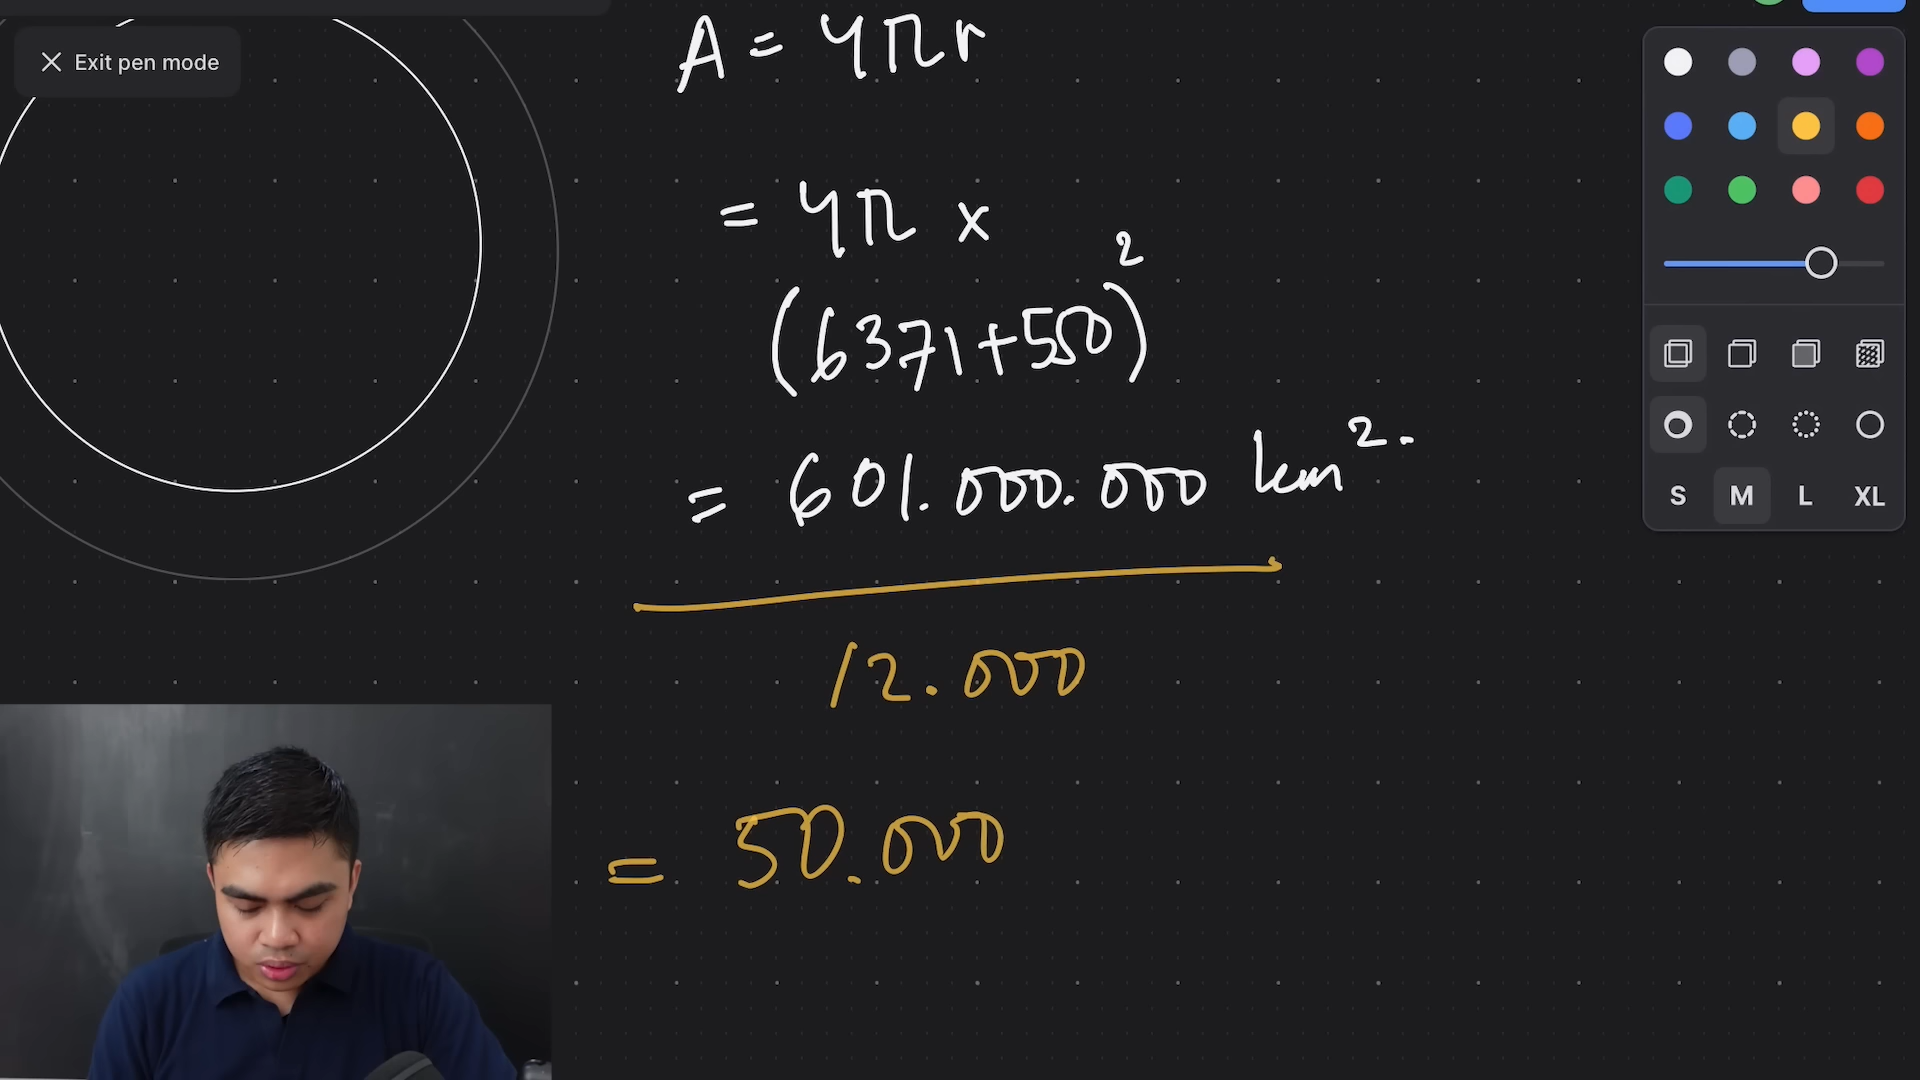 Exit pen mode
A = 4πr
= 4π x
(6371+550)²
= 601.000.000 km².
12.000
= 50.000
S M L XL